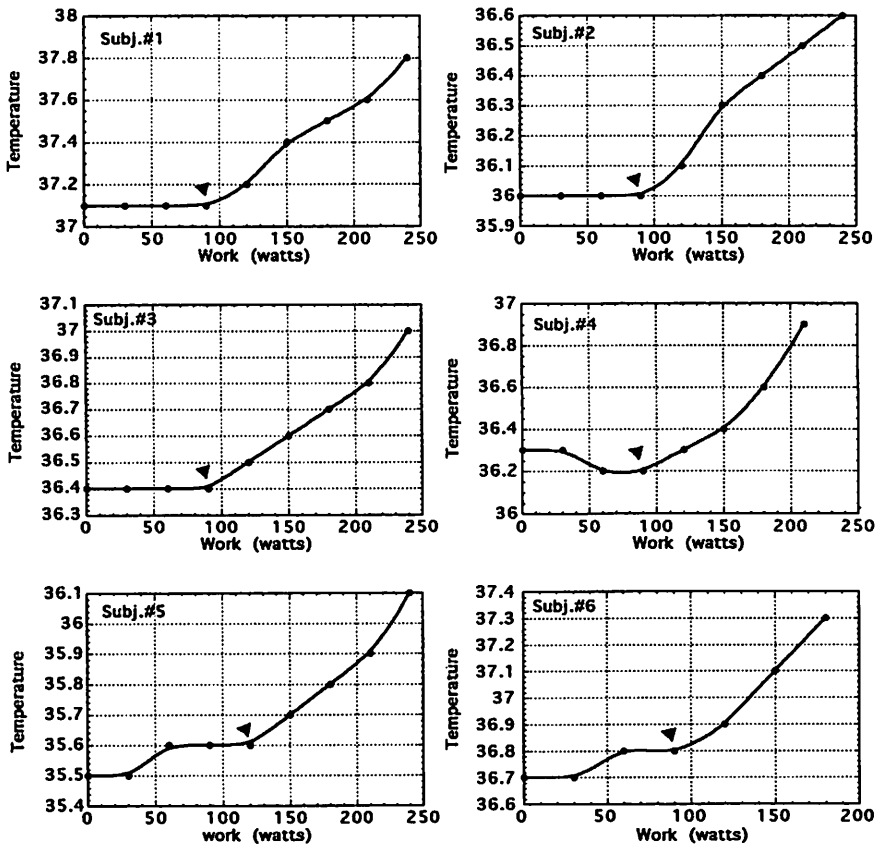 Subj.#1
Temperature
38
37.8
37.6
37.4
37.2
37
0 50 100 150 200 250
Work (watts)
Subj.#2
Temperature
36.6
36.5
36.4
36.3
36.2
36.1
36
35.9
0 50 100 150 200 250
Work (watts)
Subj.#3
Temperature
37.1
37
36.9
36.8
36.7
36.6
36.5
36.4
36.3
0 50 100 150 200 250
Work (watts)
Subj.#4
Temperature
37
36.8
36.6
36.4
36.2
36
0 50 100 150 200 250
Work (watts)
Subj.#5
Temperature
36.1
36
35.9
35.8
35.7
35.6
35.5
35.4
0 50 100 150 200 250
work (watts)
Subj.#6
Temperature
37.4
37.3
37.2
37.1
37
36.9
36.8
36.7
36.6
0 50 100 150 200
Work (watts)